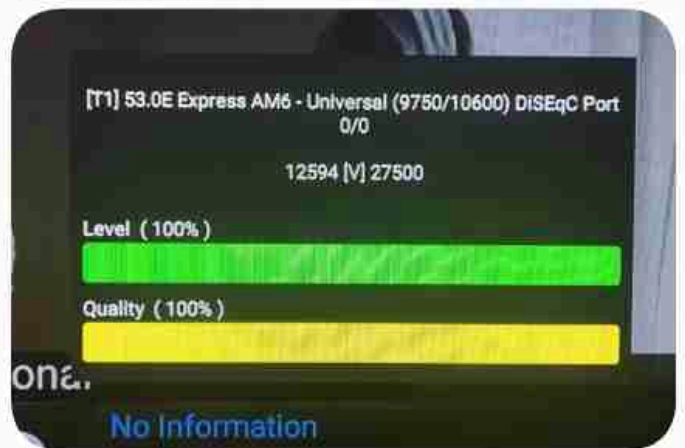 [T1] 53.0E Express AM6 - Universal (9750/10600) DiSEqC Port
0/0
12594 [V] 27500
Level ( 100% )
Quality ( 100% )
ona.
No Information